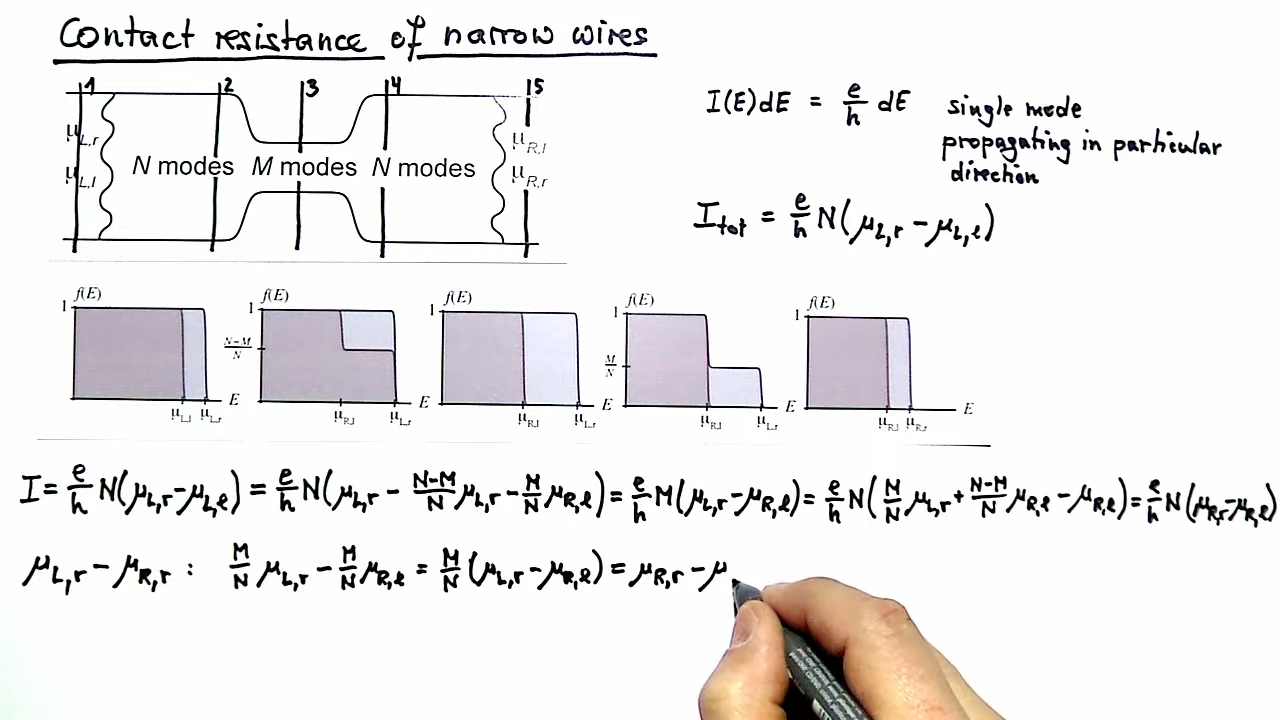 Contact resistance of narrow wires
1 2 3 4 5
μL,r μR,l
N modes M modes N modes
μL,l μR,r
I(E)dE = e/h dE single mode
propagating in particular
direction
Itot = e/h N(μL,r − μL,l)
f(E) f(E) f(E) f(E) f(E)
1 1 1 1 1
N−M/N M/N
E E E E E
μL,l μL,r μR,l μL,r μR,l μL,r μR,l μL,r μR,l μR,r
I = e/h N(μL,r − μL,l) = e/h N(μL,r − N−M/N μL,r − M/N μR,l) = e/h M(μL,r − μR,l) = e/h N(M/N μL,r + N−M/N μR,l − μR,l) = e/h N(μR,r − μR,l)
μL,r − μR,r : M/N μL,r − M/N μR,l = M/N (μL,r − μR,l) = μR,r − μ